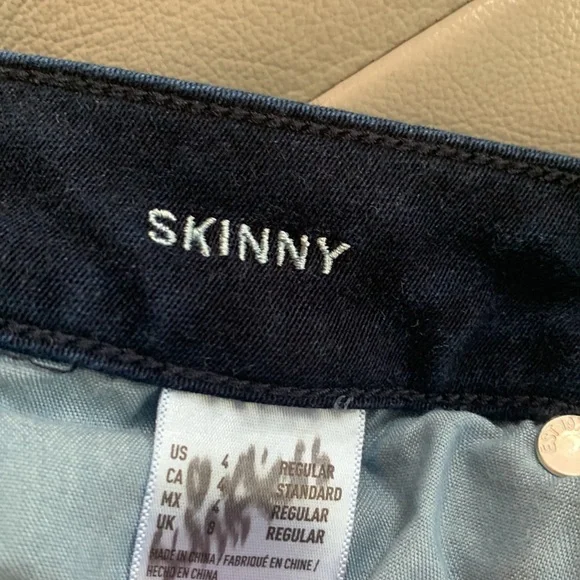 SKINNY
US 4 REGULAR
CA 4 STANDARD
MX 4 REGULAR
UK 8 REGULAR
MADE IN CHINA / FABRIQUÉ EN CHINE /
HECHO EN CHINA